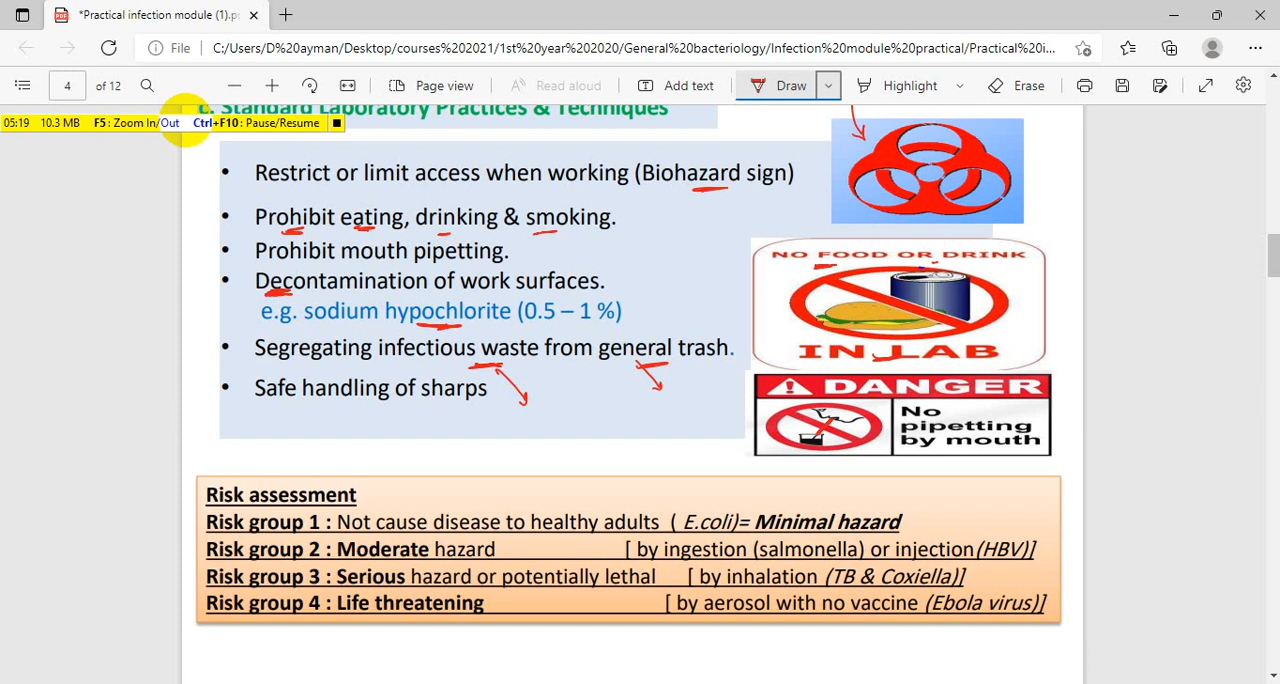 *Practical infection module (1).p
File
C:/Users/D%20ayman/Desktop/courses%202021/1st%20year%202020/General%20bacteriology/Infection%20module%20practical/Practical%20i...
4 of 12
Page view
Read aloud
Add text
Draw
Highlight
Erase
c. Standard Laboratory Practices & Techniques
05:19 10.3 MB F5: Zoom In/Out Ctrl+F10: Pause/Resume
• Restrict or limit access when working (Biohazard sign)
• Prohibit eating, drinking & smoking.
• Prohibit mouth pipetting.
• Decontamination of work surfaces.
e.g. sodium hypochlorite (0.5 – 1 %)
• Segregating infectious waste from general trash.
• Safe handling of sharps
NO FOOD OR DRINK
IN LAB
DANGER
No
pipetting
by mouth
Risk assessment
Risk group 1 : Not cause disease to healthy adults ( E.coli)= Minimal hazard
Risk group 2 : Moderate hazard [ by ingestion (salmonella) or injection(HBV)]
Risk group 3 : Serious hazard or potentially lethal [ by inhalation (TB & Coxiella)]
Risk group 4 : Life threatening [ by aerosol with no vaccine (Ebola virus)]